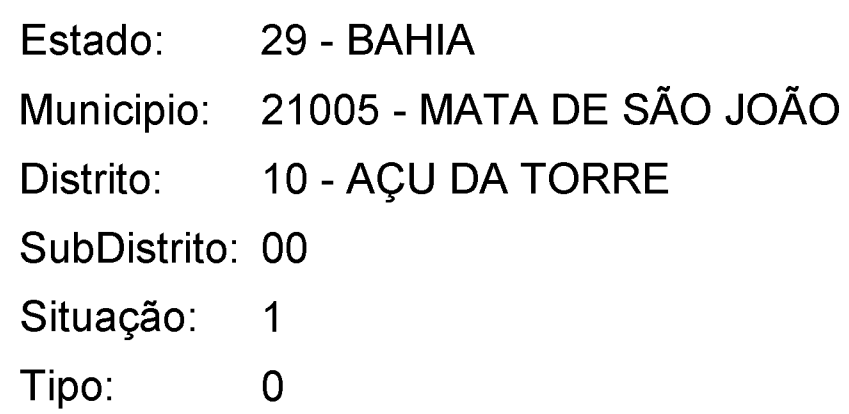 Estado: 29 - BAHIA
Municipio: 21005 - MATA DE SÃO JOÃO
Distrito: 10 - AÇU DA TORRE
SubDistrito: 00
Situação: 1
Tipo: 0